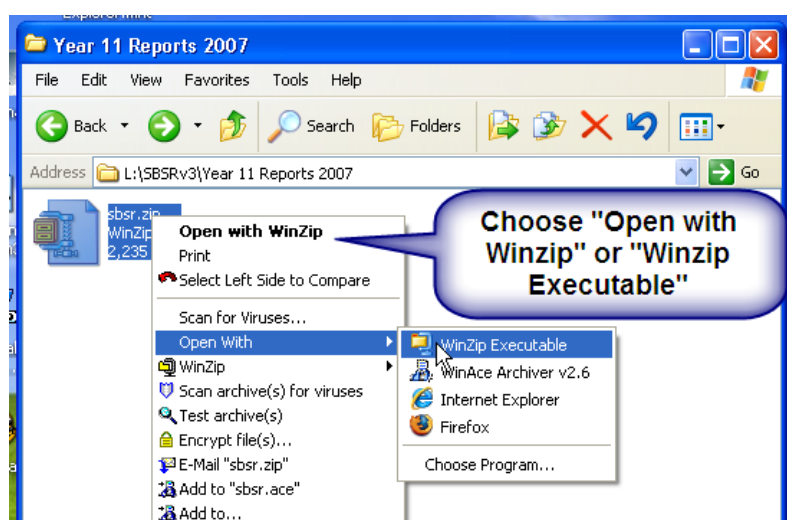 Year 11 Reports 2007
File Edit View Favorites Tools Help
Back Search Folders
Address L:\SBSRv3\Year 11 Reports 2007 Go
sbsr.zip
WinZip
2,235
Open with WinZip
Print
Select Left Side to Compare
Scan for Viruses...
Open With
WinZip
Scan archive(s) for viruses
Test archive(s)
Encrypt file(s)...
E-Mail "sbsr.zip"
Add to "sbsr.ace"
Add to...
Choose "Open with
Winzip" or "Winzip
Executable"
WinZip Executable
WinAce Archiver v2.6
Internet Explorer
Firefox
Choose Program...